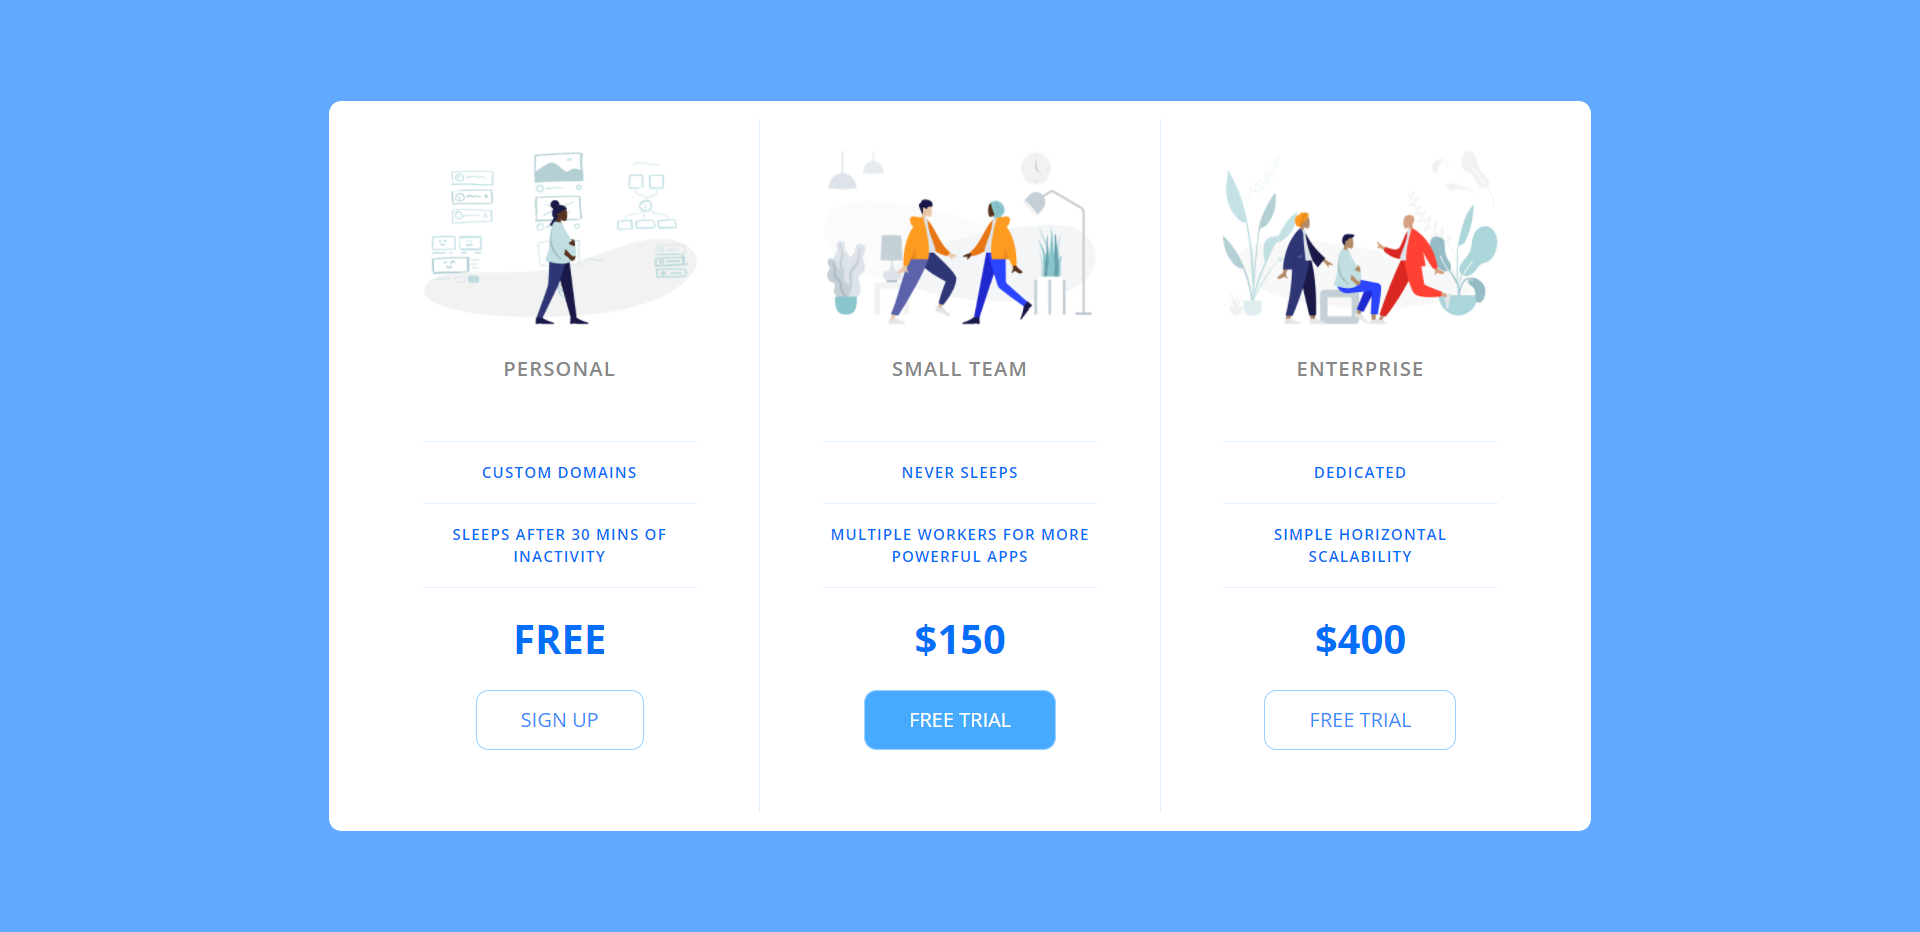 PERSONAL
CUSTOM DOMAINS
SLEEPS AFTER 30 MINS OF
INACTIVITY
FREE
SIGN UP
SMALL TEAM
NEVER SLEEPS
MULTIPLE WORKERS FOR MORE
POWERFUL APPS
$150
FREE TRIAL
ENTERPRISE
DEDICATED
SIMPLE HORIZONTAL
SCALABILITY
$400
FREE TRIAL